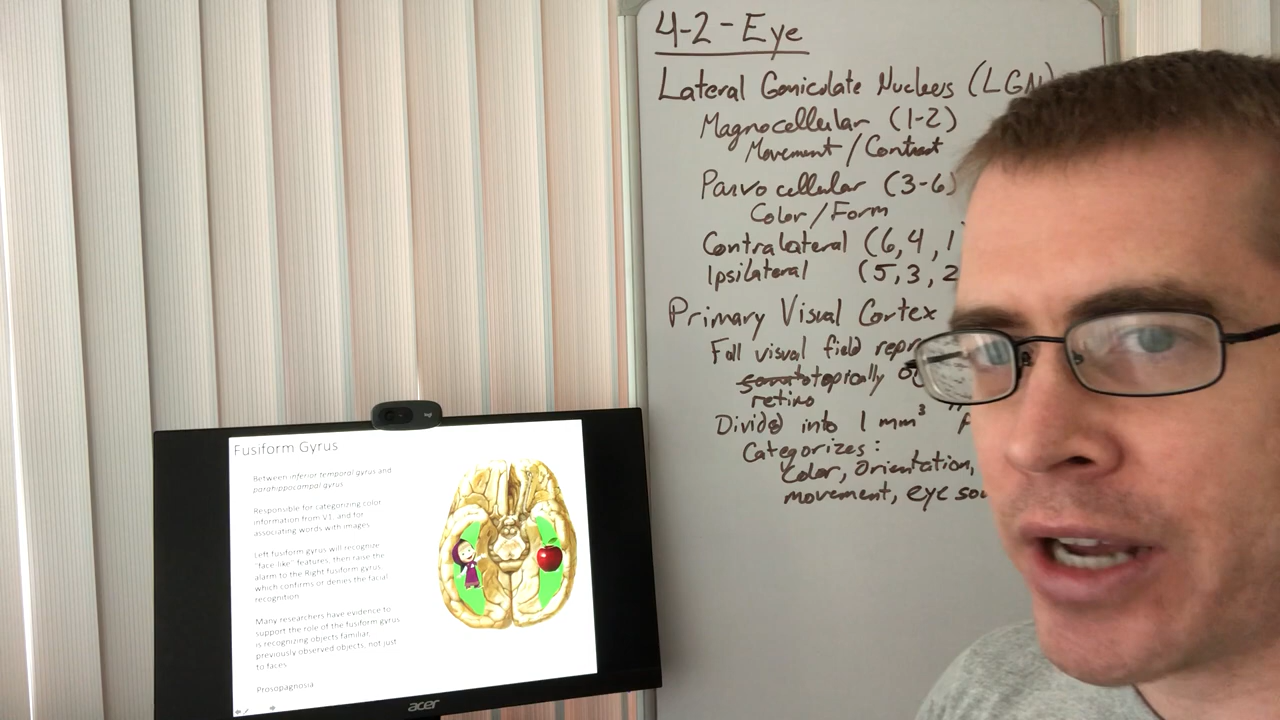 4-2-Eye
Lateral Geniculate Nucleus (LGN)
Magnocellular (1-2)
Movement/Contrast
Parvocellular (3-6)
Color/Form
Contralateral (6,4,1
Ipsilateral (5,3,2
Primary Visual Cortex
Full visual field repr
somatotopically
retino
Divided into 1 mm³
Categorizes:
Color, Orientation,
movement, eye sou
Fusiform Gyrus
Between inferior temporal gyrus and
parahippocampal gyrus
Responsible for categorizing color
information from V1, and for
associating words with images
Left fusiform gyrus will recognize
"face like" features, then raise the
alarm to the Right fusiform gyrus
which confirms or denies the facial
recognition
Many researchers have evidence to
support the role of the fusiform gyrus
is recognizing objects familiar,
previously observed objects, not just
to faces
Prosopagnosia
acer
logi